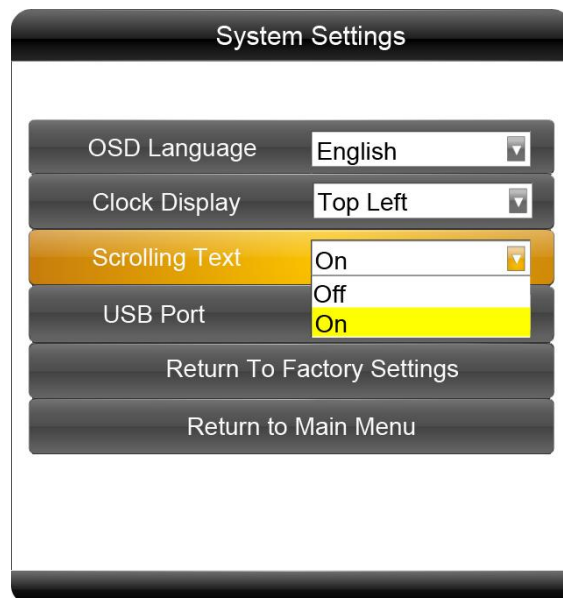 System Settings
OSD Language English
Clock Display Top Left
Scrolling Text On
Off
USB Port On
Return To Factory Settings
Return to Main Menu